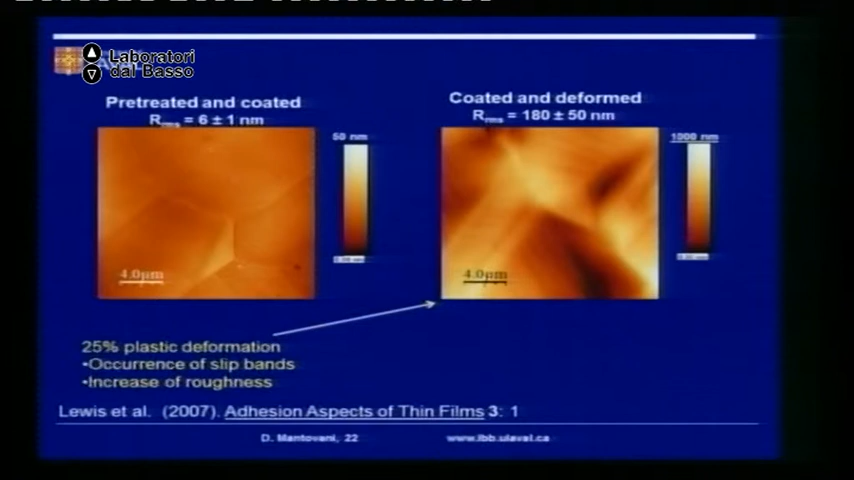 Laboratori
dal Basso
Pretreated and coated
Rrms = 6 ± 1 nm
50 nm
4.0µm
Coated and deformed
Rrms = 180 ± 50 nm
1000 nm
4.0µm
25% plastic deformation
•Occurrence of slip bands
•Increase of roughness
Lewis et al. (2007). Adhesion Aspects of Thin Films 3: 1
D. Mantovani, 22
www.lbb.ulaval.ca